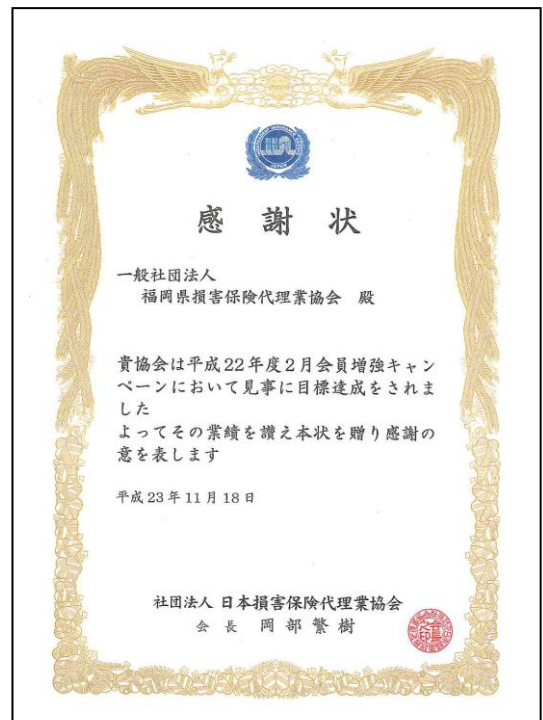 感謝状
一般社団法人
福岡県損害保険代理業協会 殿
貴協会は平成22年度2月会員増強キャン
ペーンにおいて見事に目標達成をされま
した
よってその業績を讃え本状を贈り感謝の
意を表します
平成23年11月18日
社団法人 日本損害保険代理業協会
会長 岡部繁樹